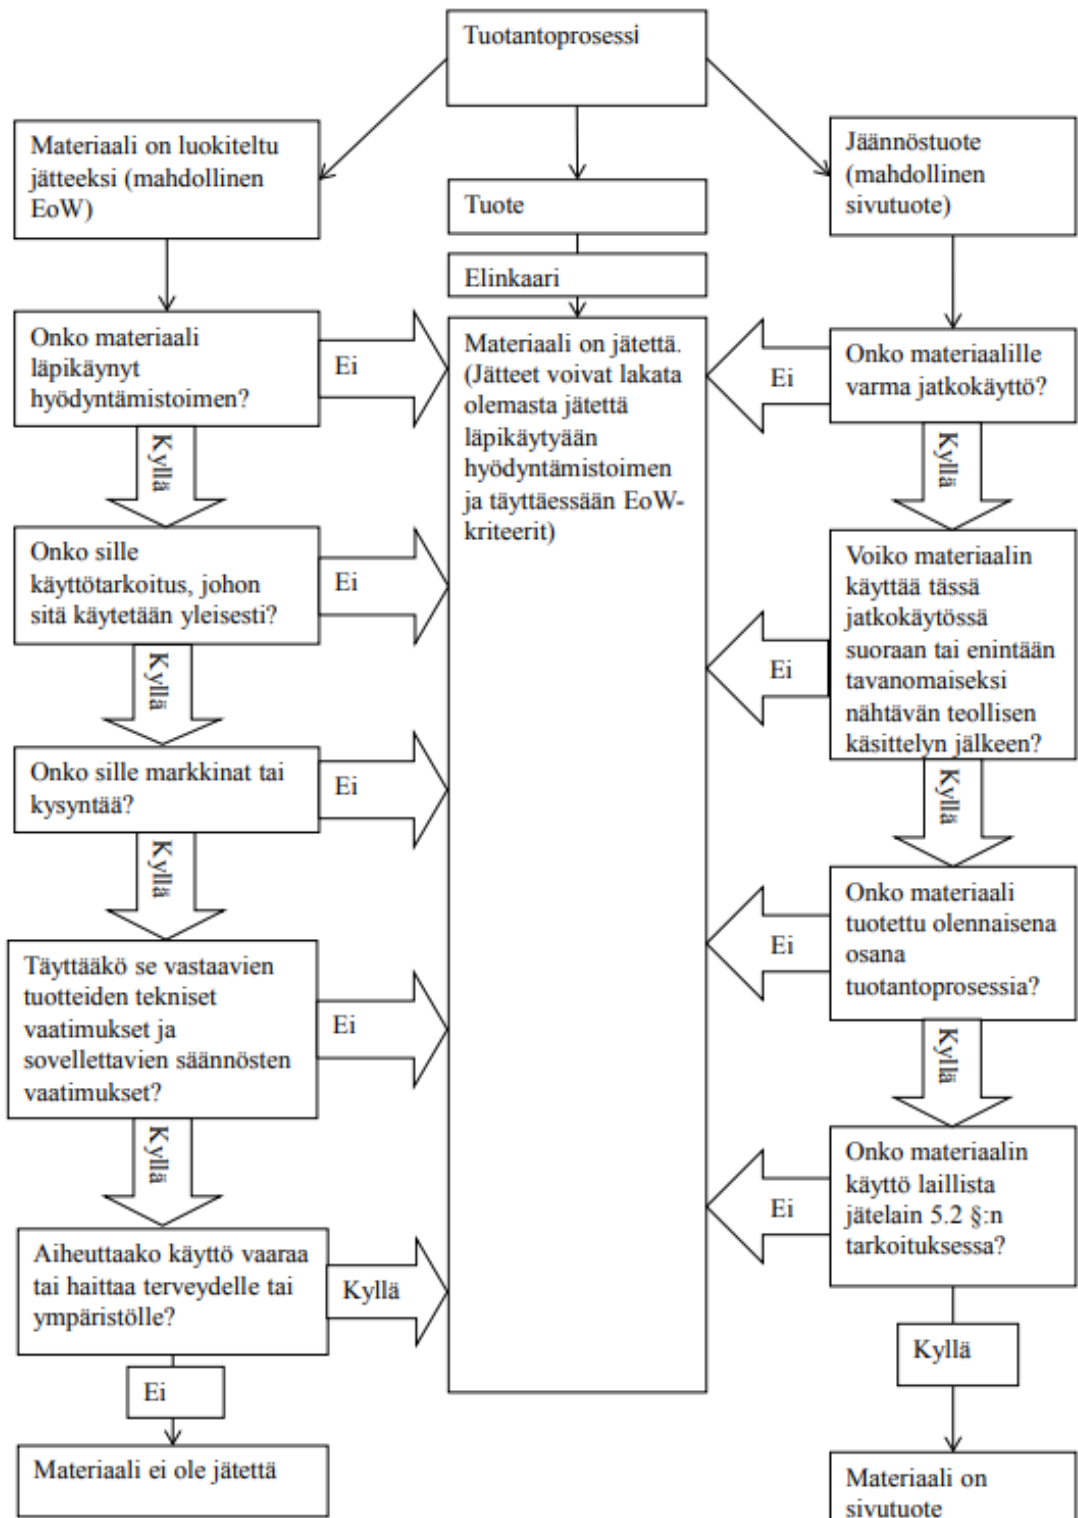 Tuotantoprosessi
Materiaali on luokiteltu
jätteeksi (mahdollinen
EoW)
Tuote
Jäännöstuote
(mahdollinen
sivutuote)
Elinkaari
Onko materiaali
läpikäynyt
hyödyntämistoimen?
Ei
Materiaali on jätettä.
(Jätteet voivat lakata
olemasta jätettä
läpikäytyään
hyödyntämistoimen
ja täyttäessään EoW-
kriteerit)
Ei
Onko materiaalille
varma jatkokäyttö?
Kyllä
Kyllä
Onko sille
käyttötarkoitus, johon
sitä käytetään yleisesti?
Ei
Ei
Voiko materiaalin
käyttää tässä
jatkokäytössä
suoraan tai enintään
tavanomaiseksi
nähtävän teollisen
käsittelyn jälkeen?
Kyllä
Kyllä
Onko sille markkinat tai
kysyntää?
Ei
Ei
Onko materiaali
tuotettu olennaisena
osana
tuotantoprosessia?
Kyllä
Kyllä
Täyttääkö se vastaavien
tuotteiden tekniset
vaatimukset ja
sovellettavien säännösten
vaatimukset?
Ei
Ei
Onko materiaalin
käyttö laillista
jätelain 5.2 §:n
tarkoituksessa?
Kyllä
Aiheuttaako käyttö vaaraa
tai haittaa terveydelle tai
ympäristölle?
Kyllä
Kyllä
Ei
Materiaali ei ole jätettä
Materiaali on
sivutuote